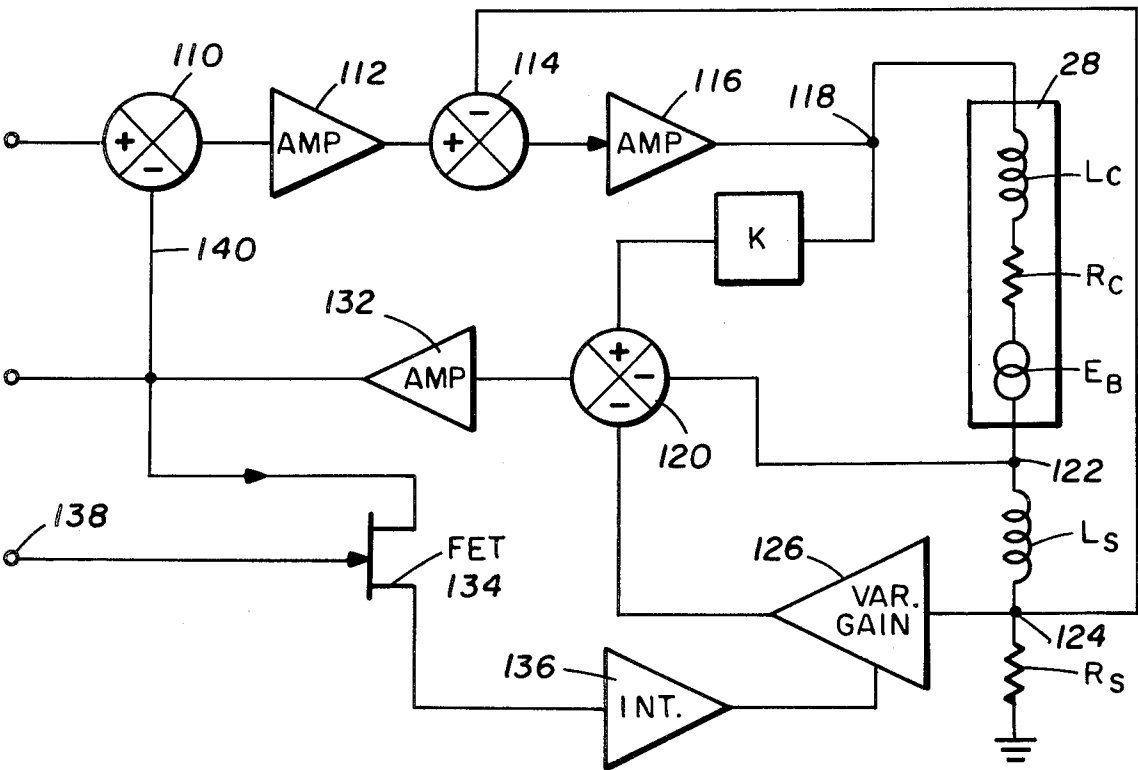 110
112
114
116
118
28
+
-
AMP
+
-
AMP
LC
140
K
RC
132
AMP
+
-
-
EB
120
122
138
FET
134
126
VAR.
GAIN
LS
124
136
INT.
RS